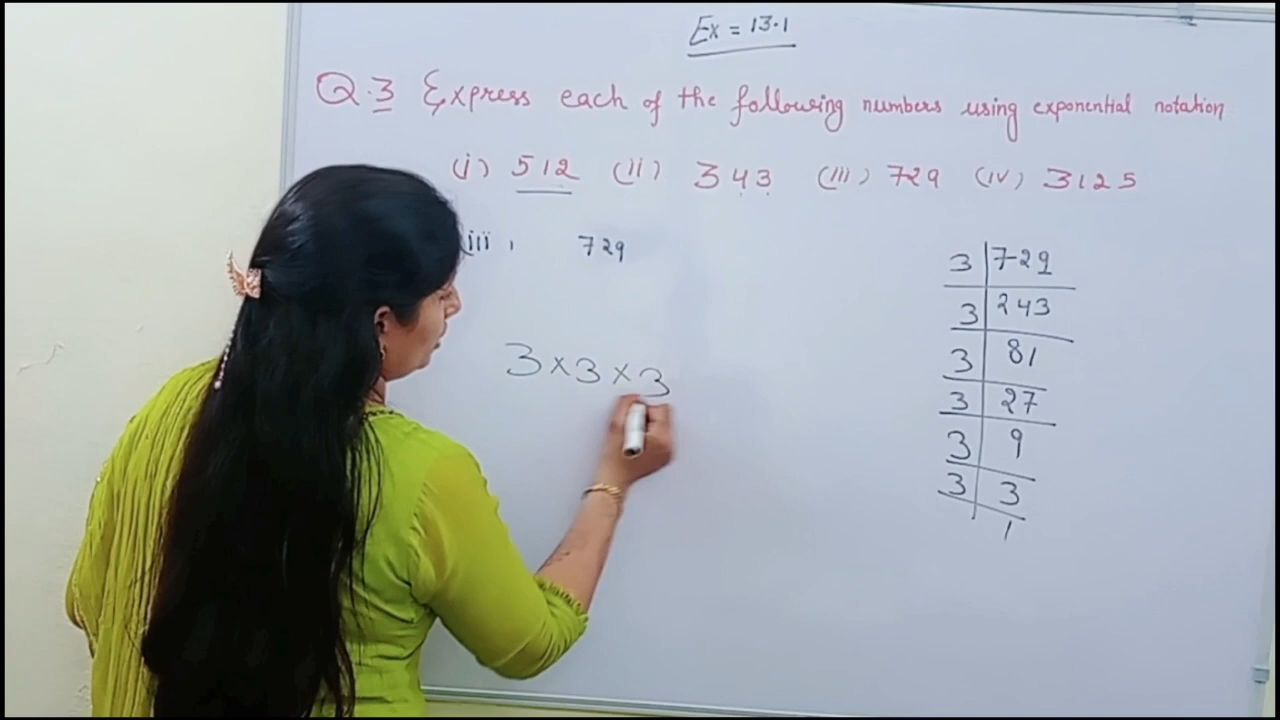 Ex = 13.1
Q.3 Express each of the following numbers using exponential notation
(i) 512 (ii) 343 (iii) 729 (iv) 3125
(iii, 729
3 × 3 × 3
3 | 729
3 | 243
3 | 81
3 | 27
3 | 9
3 | 3
1